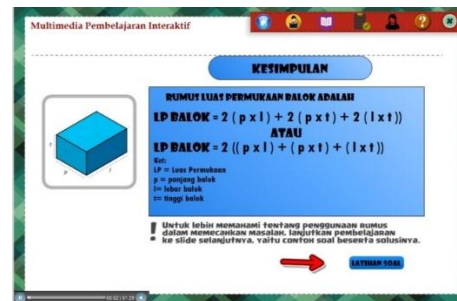 Multimedia Pembelajaran Interaktif
KESIMPULAN
RUMUS LUAS PERMUKAAN BALOK ADALAH
LP BALOK = 2 ( p x l ) + 2 ( p x t ) + 2 ( l x t ))
ATAU
LP BALOK = 2 (( p x l ) + ( p x t ) + ( l x t ))
Ket:
LP = Luas Permukaan
p = panjang balok
l= lebar balok
t= tinggi balok
t
p
l
! Untuk lebih memahami tentang penggunaan rumus
dalam memecahkan masalah, lanjutkan pembelajaran
ke slide selanjutnya, yaitu contoh soal beserta solusinya.
LATIHAN SOAL